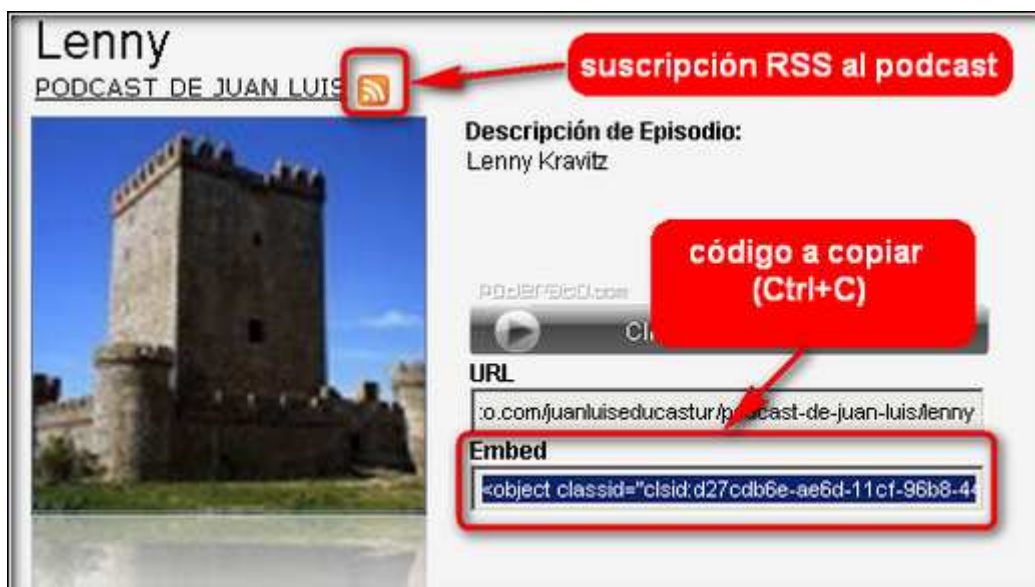 Lenny
PODCAST DE JUAN LUIS
suscripción RSS al podcast
Descripción de Episodio:
Lenny Kravitz
código a copiar
(Ctrl+C)
URL
:o.com/juanluiseducastur/podcast-de-juan-luis/lenny
Embed
<object classid="clsid:d27cdb6e-ae6d-11cf-96b8-44